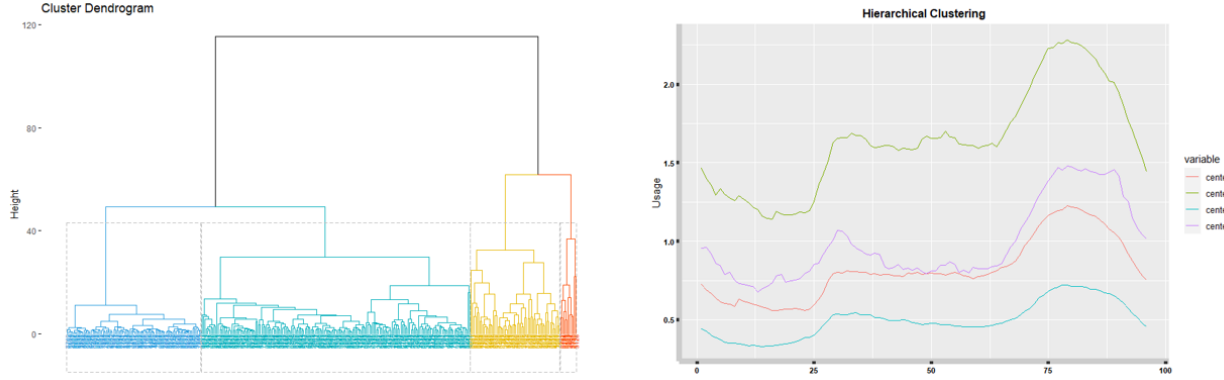 Cluster Dendrogram
120 -
80 -
40 -
0 -
Height
Hierarchical Clustering
2.0
1.5
1.0
0.5
Usage
0 25 50 75 100
variable
cente
cente
cente
cente